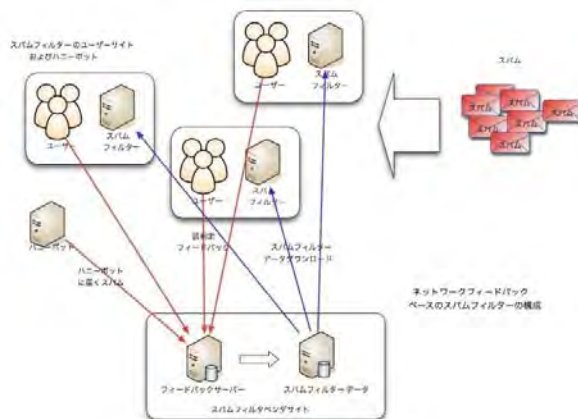 スパムフィルターのユーザーサイト
およびハニーポット
ユーザー
スパム
フィルター
スパム
ユーザー
スパム
フィルター
スパム
スパム
スパム
スパム
スパム
スパム
ユーザー
スパム
フィルター
ハニーポット
誤判定
フィードバック
スパムフィルター
データダウンロード
ハニーポット
に届くスパム
ネットワークフィードバック
ベースのスパムフィルターの構成
フィードバックサーバー
スパムフィルターデータ
スパムフィルタベンダサイト